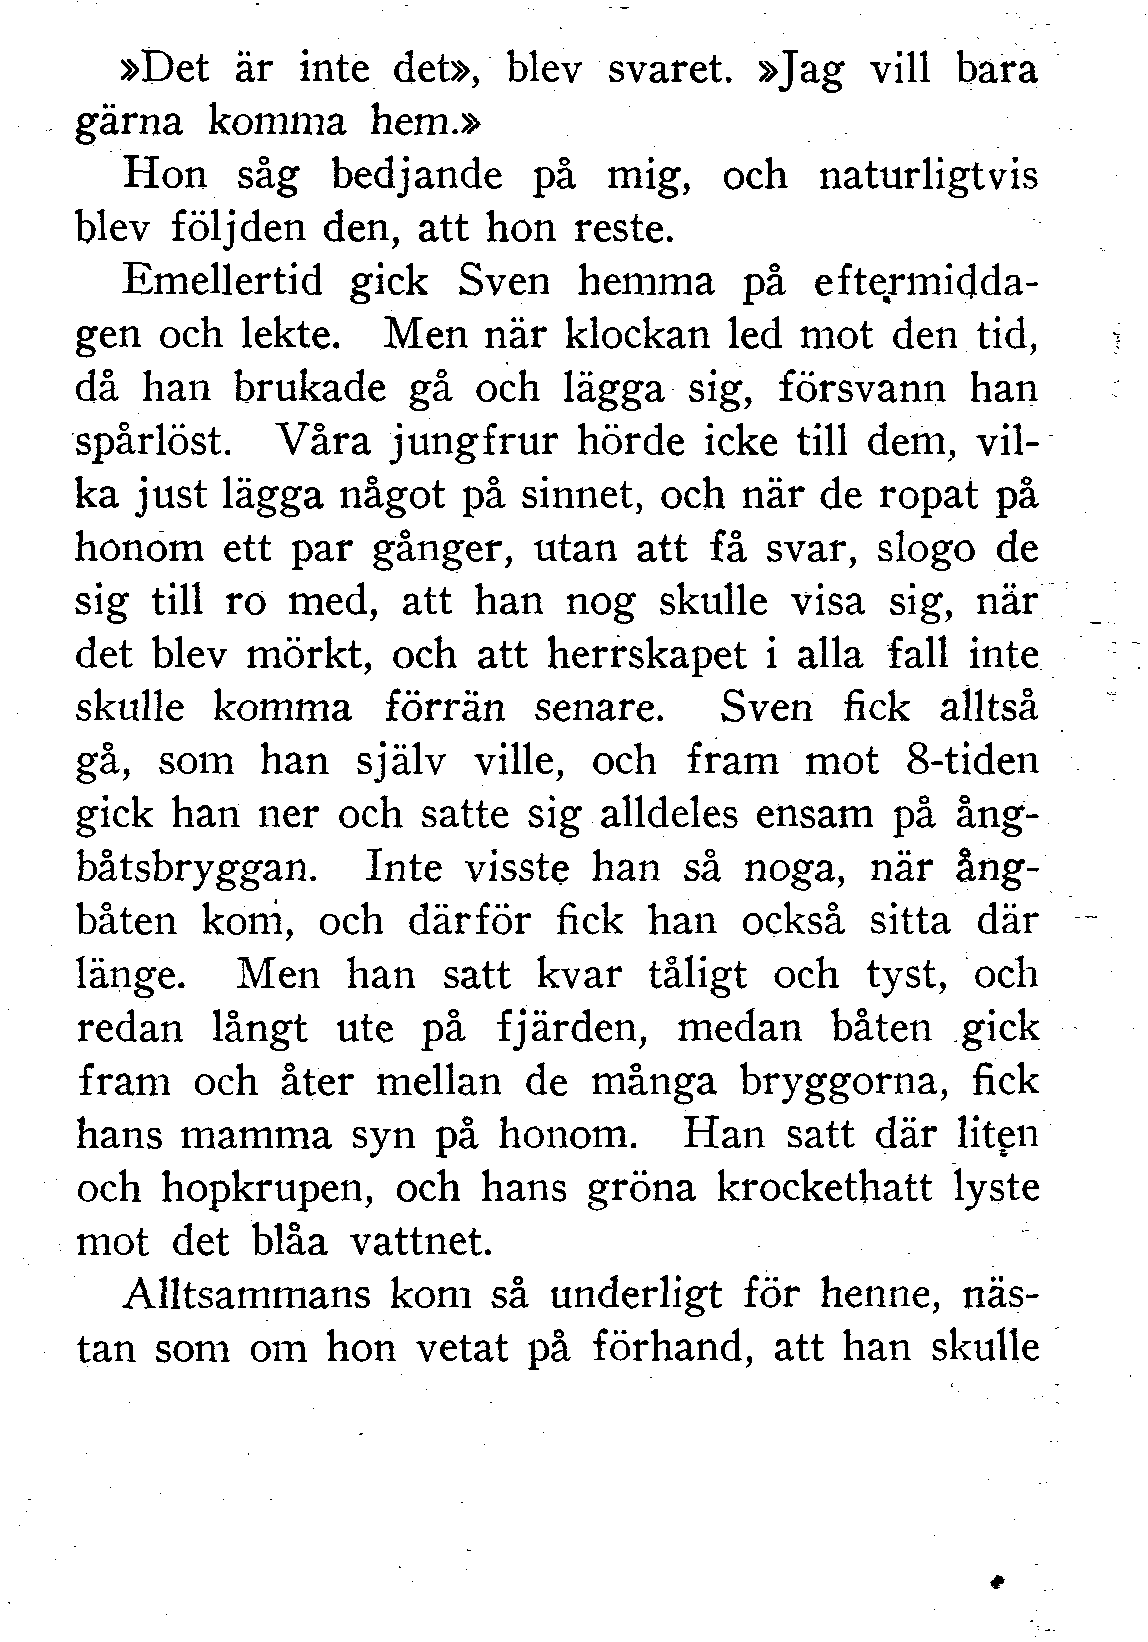 »Det är inte det», blev svaret. »Jag vill bara
gärna komma hem.»
Hon såg bedjande på mig, och naturligtvis
blev följden den, att hon reste.
Emellertid gick Sven hemma på eftermidda-
gen och lekte. Men när klockan led mot den tid,
då han brukade gå och lägga sig, försvann han
spårlöst. Våra jungfrur hörde icke till dem, vil-
ka just lägga något på sinnet, och när de ropat på
honom ett par gånger, utan att få svar, slogo de
sig till ro med, att han nog skulle visa sig, när
det blev mörkt, och att herrskapet i alla fall inte
skulle komma förrän senare. Sven fick alltså
gå, som han själv ville, och fram mot 8-tiden
gick han ner och satte sig alldeles ensam på ång-
båtsbryggan. Inte visste han så noga, när ång-
båten kom, och därför fick han också sitta där
länge. Men han satt kvar tåligt och tyst, och
redan långt ute på fjärden, medan båten gick
fram och åter mellan de många bryggorna, fick
hans mamma syn på honom. Han satt där liten
och hopkrupen, och hans gröna krockethatt lyste
mot det blåa vattnet.
Alltsammans kom så underligt för henne, näs-
tan som om hon vetat på förhand, att han skulle